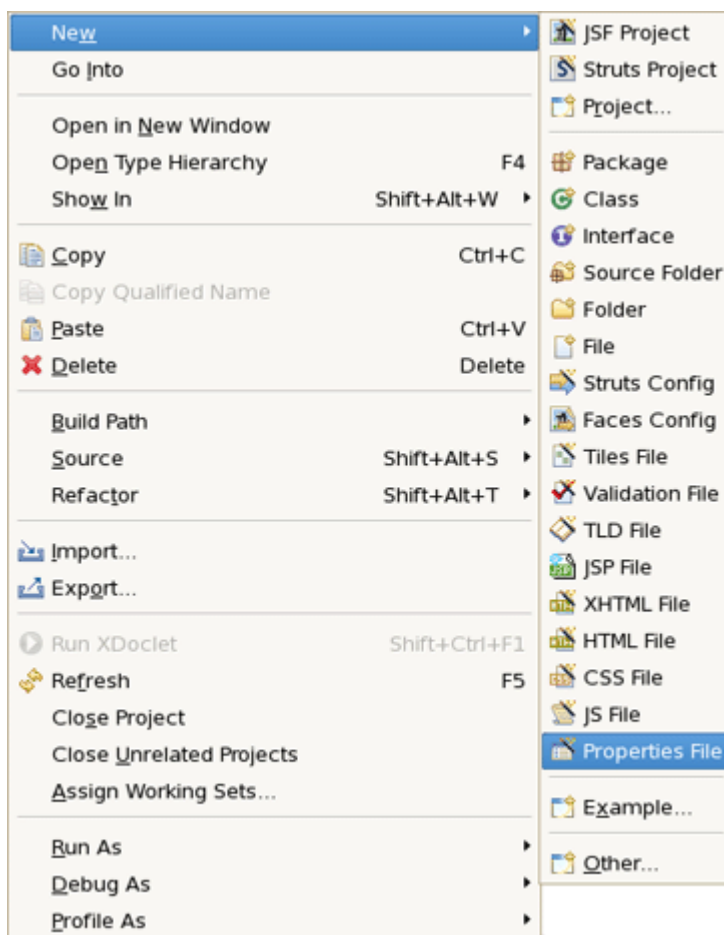 New
Go Into
Open in New Window
Open Type Hierarchy F4
Show In Shift+Alt+W
Copy Ctrl+C
Copy Qualified Name
Paste Ctrl+V
Delete Delete
Build Path
Source Shift+Alt+S
Refactor Shift+Alt+T
Import...
Export...
Run XDoclet Shift+Ctrl+F1
Refresh F5
Close Project
Close Unrelated Projects
Assign Working Sets...
Run As
Debug As
Profile As
JSF Project
Struts Project
Project...
Package
Class
Interface
Source Folder
Folder
File
Struts Config
Faces Config
Tiles File
Validation File
TLD File
JSP File
XHTML File
HTML File
CSS File
JS File
Properties File
Example...
Other...